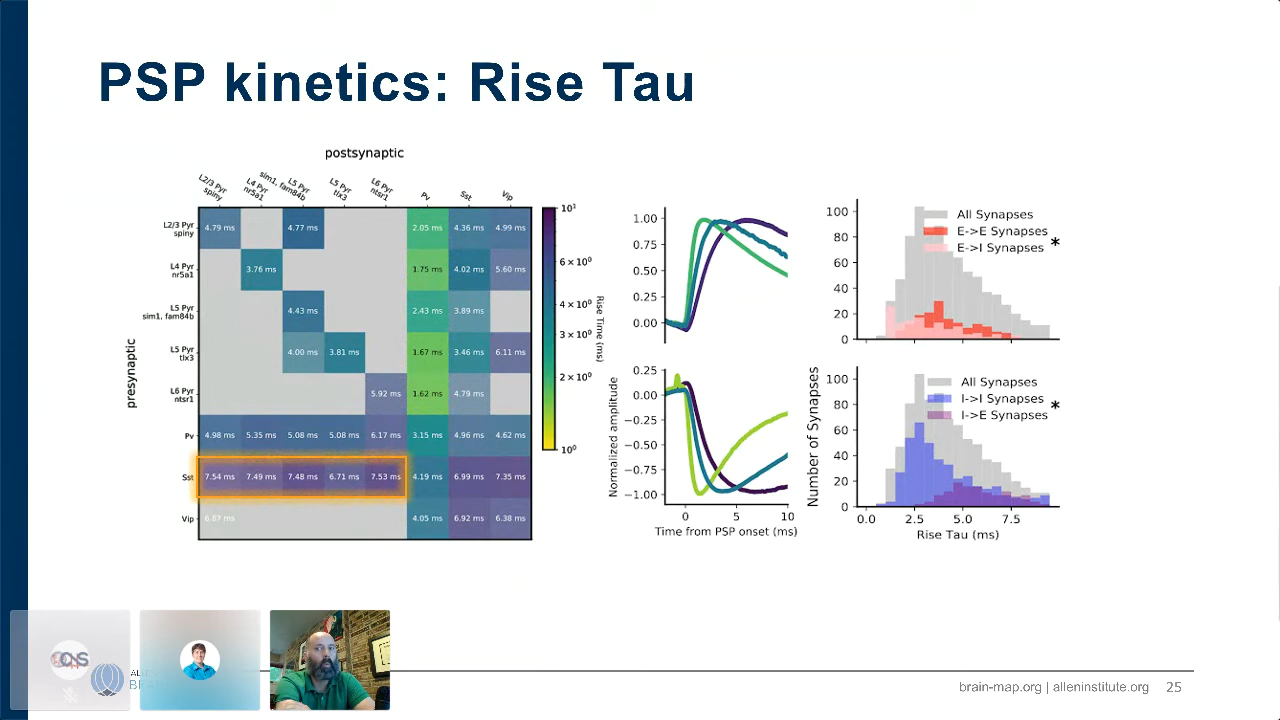 PSP kinetics: Rise Tau
postsynaptic
L2/3 Pyr spiny
L4 Pyr nr5a1
L5 Pyr sim1, fam84b
L5 Pyr tlx3
L6 Pyr ntsr1
Pv
Sst
Vip
presynaptic
L2/3 Pyr spiny 4.79 ms 4.77 ms 2.05 ms 4.36 ms 4.99 ms
L4 Pyr nr5a1 3.76 ms 1.75 ms 4.02 ms 5.60 ms
L5 Pyr sim1, fam84b 4.43 ms 2.43 ms 3.89 ms
L5 Pyr tlx3 4.00 ms 3.81 ms 1.67 ms 3.46 ms 6.11 ms
L6 Pyr ntsr1 5.92 ms 1.62 ms 4.79 ms
Pv 4.98 ms 5.35 ms 5.08 ms 5.08 ms 6.17 ms 3.15 ms 4.96 ms 4.62 ms
Sst 7.54 ms 7.49 ms 7.48 ms 6.71 ms 7.53 ms 4.19 ms 6.99 ms 7.35 ms
Vip 6.87 ms 4.05 ms 6.92 ms 6.38 ms
10¹
6 × 10⁰
4 × 10⁰
3 × 10⁰
2 × 10⁰
10⁰
Rise Time (ms)
1.00
0.75
0.50
0.25
0.00
0.25
0.00
−0.25
−0.50
−0.75
−1.00
Normalized amplitude
0 5 10
Time from PSP onset (ms)
100
80
60
40
20
0
All Synapses
E->E Synapses
E->I Synapses *
100
80
60
40
20
0
All Synapses
I->I Synapses
I->E Synapses *
Number of Synapses
0.0 2.5 5.0 7.5
Rise Tau (ms)
brain-map.org | alleninstitute.org 25